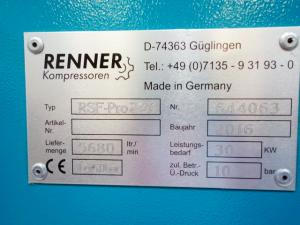 RENNER
Kompressoren
D-74363 Güglingen
Tel.: +49 (0)7135 - 9 31 93 - 0
Made in Germany
Typ
Nr. 644063
Artikel-
Nr.
Baujahr 2016
Liefer-
menge 5680 ltr/
min
Leistungs-
bedarf 30 KW
CE
zul. Betr.-
Ü.-Druck 10 bar